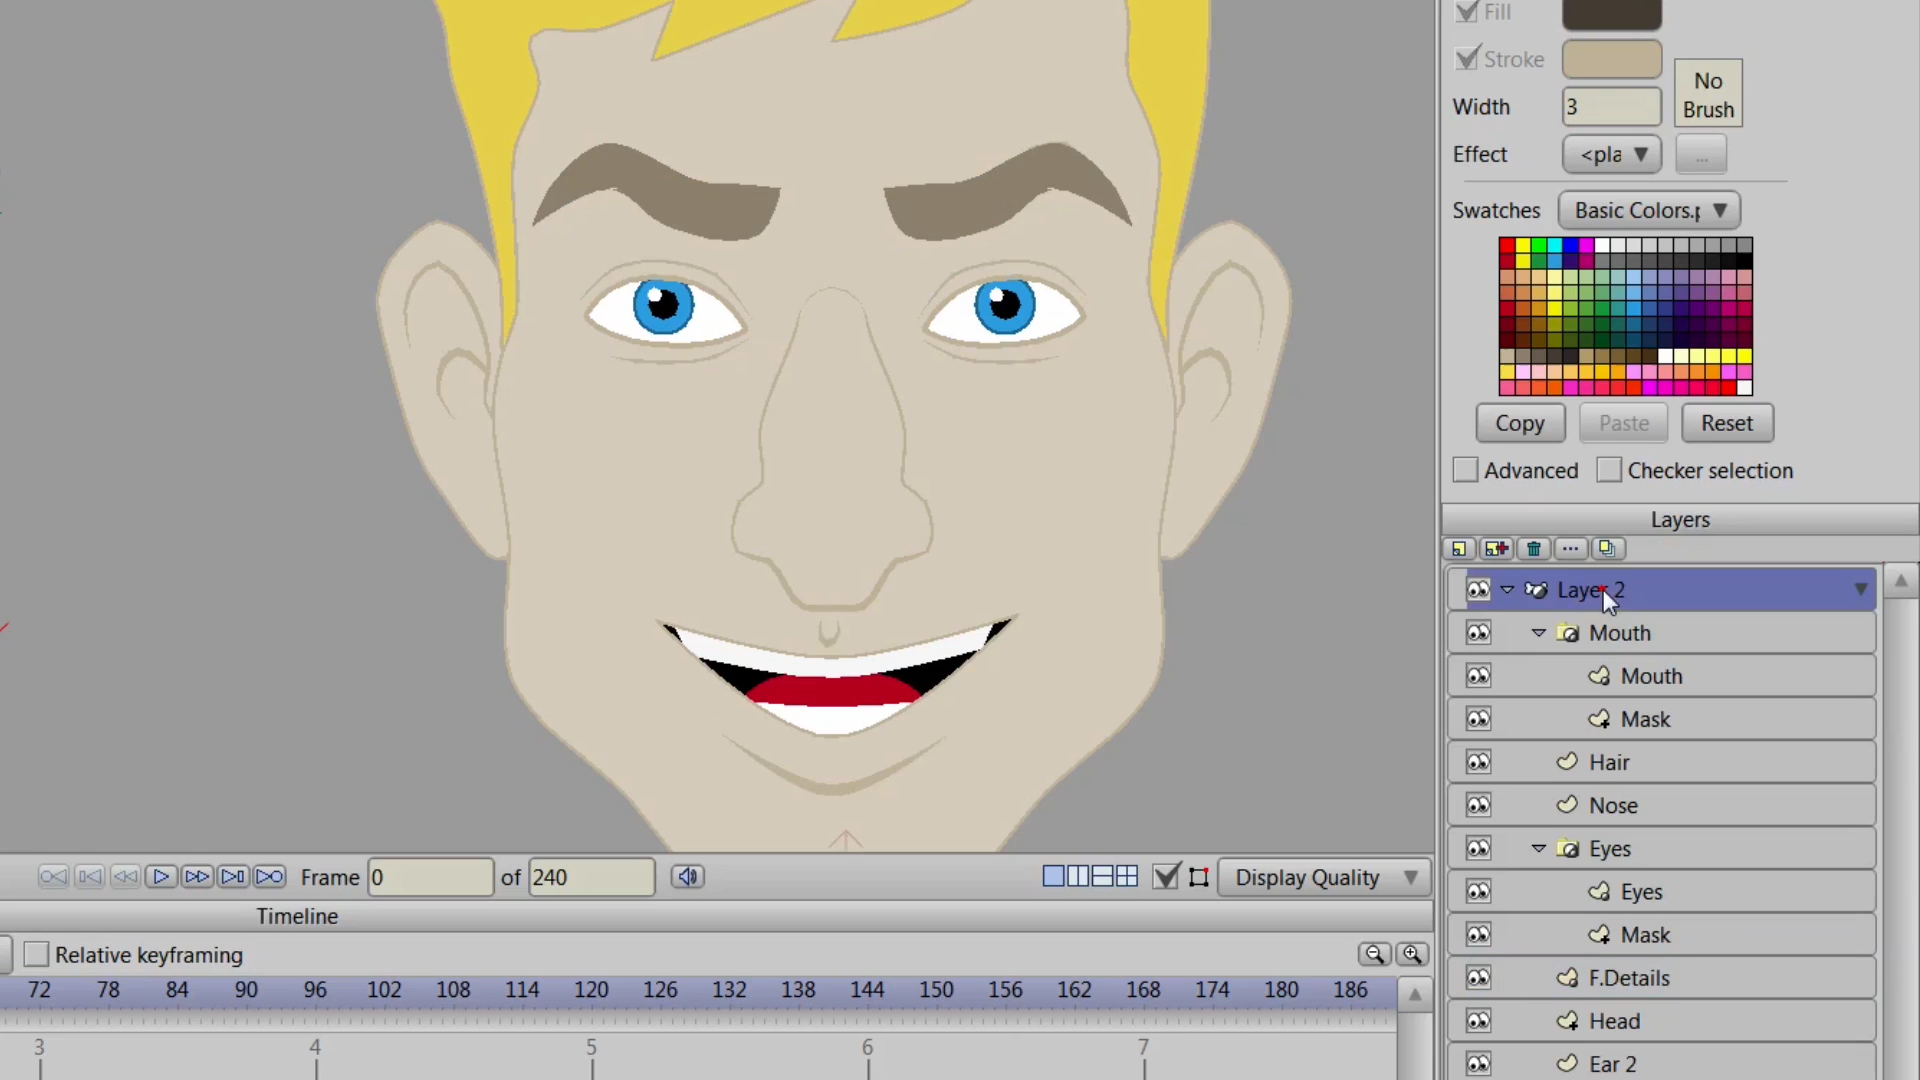 Fill
Stroke
No
Brush
Width 3
Effect <pla ...
Swatches Basic Colors.p
Copy Paste Reset
Advanced Checker selection
Layers
Layer 2
Mouth
Mouth
Mask
Hair
Nose
Eyes
Eyes
Mask
F.Details
Head
Ear 2
Frame 0 of 240 Display Quality
Timeline
Relative keyframing
72 78 84 90 96 102 108 114 120 126 132 138 144 150 156 162 168 174 180 186
3 4 5 6 7